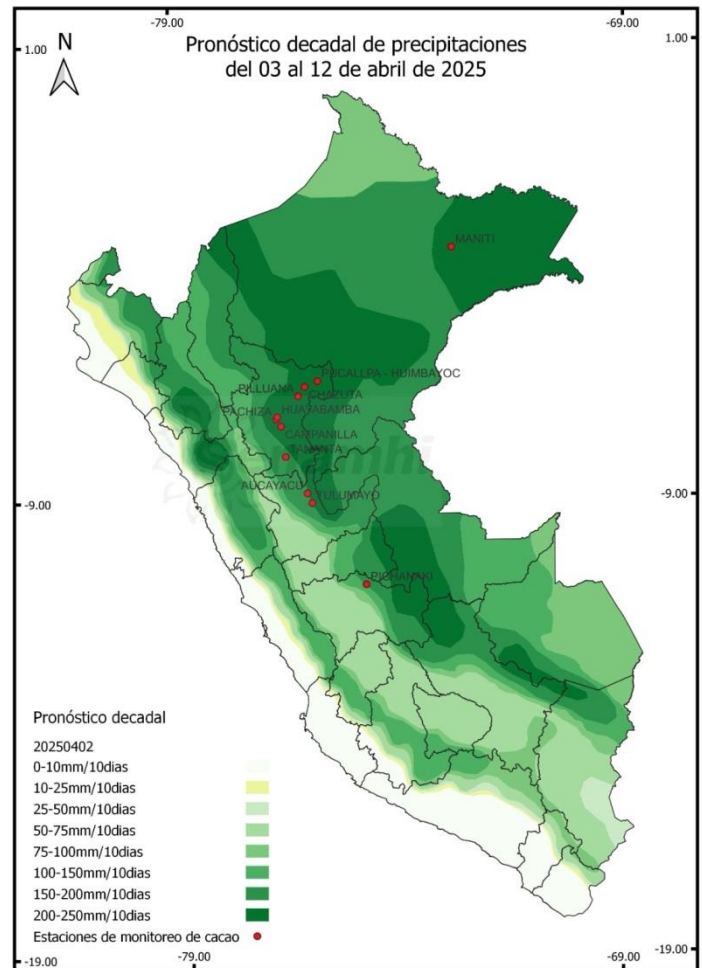 -79.00
-69.00
1.00
1.00
N
Pronóstico decadal de precipitaciones
del 03 al 12 de abril de 2025
MANITI
PUCALLPA - HUIMBAYOC
PILLUANA
CHAZUTA
PACHIZA
HUAYABAMBA
CAMPANILLA
TANANTA
senamhi
AUCAYACU
TULUMAYO
-9.00
-9.00
PICHANAKI
Pronóstico decadal
20250402
0-10mm/10dias
10-25mm/10dias
25-50mm/10dias
50-75mm/10dias
75-100mm/10dias
100-150mm/10dias
150-200mm/10dias
200-250mm/10dias
Estaciones de monitoreo de cacao
-19.00
-19.00
-79.00
-69.00